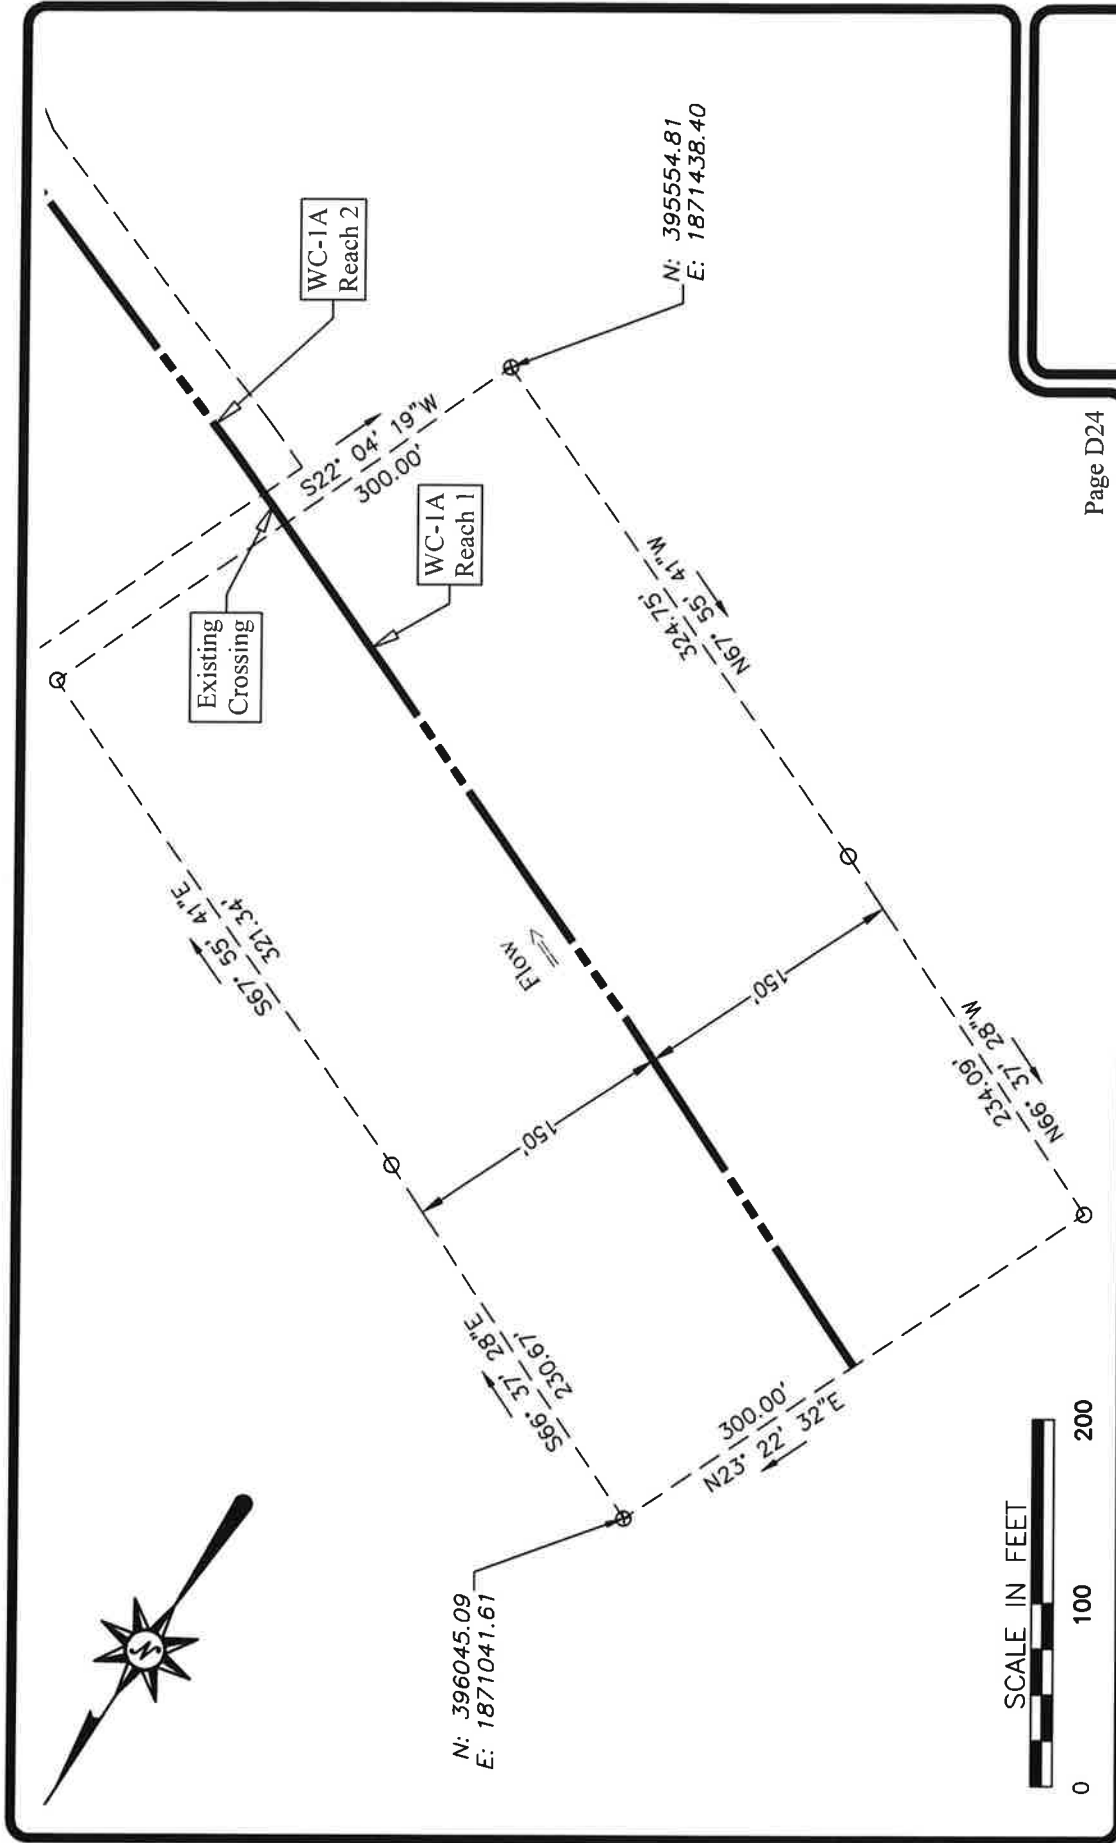 WC-1A
Reach 2
N: 395554.81
E: 1871438.40
S22° 04' 19"W
300.00'
WC-1A
Reach 1
Existing
Crossing
324.75'
N67° 55' 41"W
S67° 55' 41"E
321.34'
Flow
150'
150'
234.09'
N66° 37' 28"W
S66° 37' 28"E
230.67'
300.00'
N23° 22' 32"E
N: 396045.09
E: 1871041.61
N
SCALE IN FEET
0 100 200
Page D24